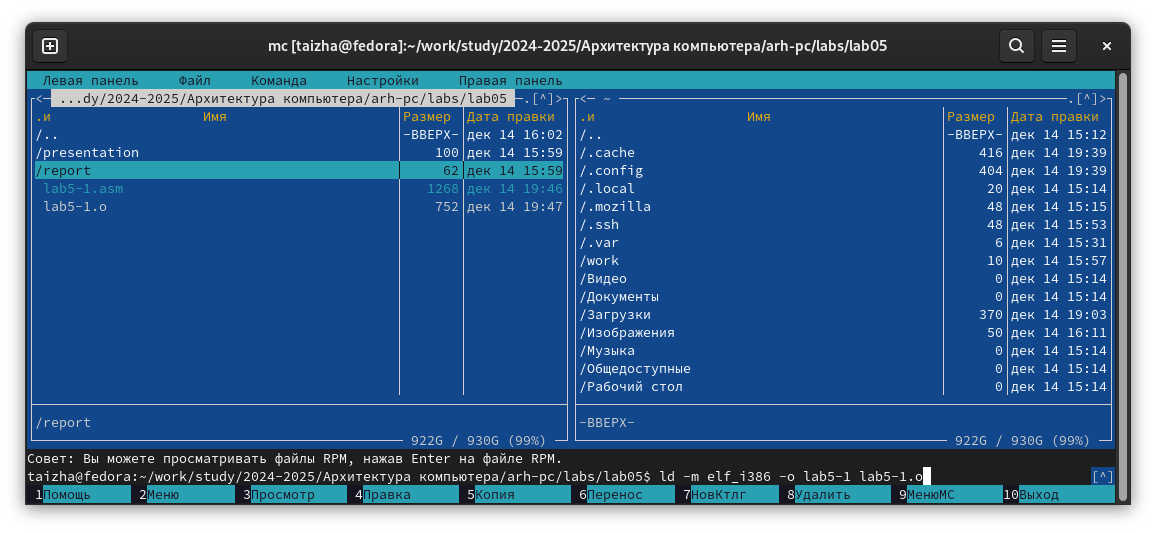 mc [taizha@fedora]:~/work/study/2024-2025/Архитектура компьютера/arh-pc/labs/lab05
Левая панель Файл Команда Настройки Правая панель
<─ ...dy/2024-2025/Архитектура компьютера/arh-pc/labs/lab05 ─.[^]>
.и Имя Размер Дата правки
/.. -ВВЕРХ- дек 14 16:02
/presentation 100 дек 14 15:59
/report 62 дек 14 15:59
lab5-1.asm 1268 дек 14 19:46
lab5-1.o 752 дек 14 19:47
/report
922G / 930G (99%)
<─ ~ ─.[^]>
.и Имя Размер Дата правки
/.. -ВВЕРХ- дек 14 15:12
/.cache 416 дек 14 19:39
/.config 404 дек 14 19:39
/.local 20 дек 14 15:14
/.mozilla 48 дек 14 15:15
/.ssh 48 дек 14 15:53
/.var 6 дек 14 15:31
/work 10 дек 14 15:57
/Видео 0 дек 14 15:14
/Документы 0 дек 14 15:14
/Загрузки 370 дек 14 19:03
/Изображения 50 дек 14 16:11
/Музыка 0 дек 14 15:14
/Общедоступные 0 дек 14 15:14
/Рабочий стол 0 дек 14 15:14
-ВВЕРХ-
922G / 930G (99%)
Совет: Вы можете просматривать файлы RPM, нажав Enter на файле RPM.
taizha@fedora:~/work/study/2024-2025/Архитектура компьютера/arh-pc/labs/lab05$ ld -m elf_i386 -o lab5-1 lab5-1.o [^]
1Помощь 2Меню 3Просмотр 4Правка 5Копия 6Перенос 7НовКтлг 8Удалить 9МенюMC 10Выход